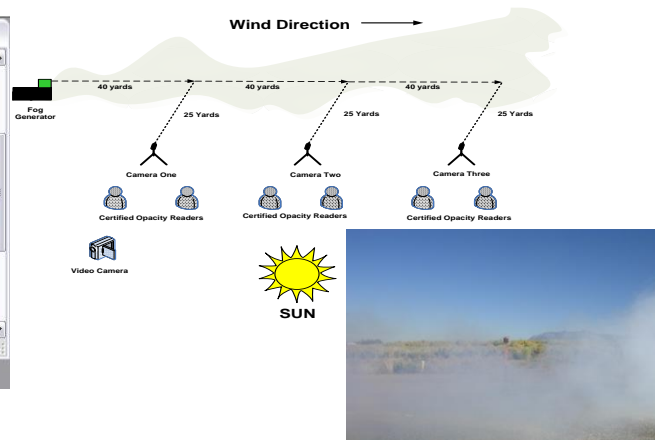 Wind Direction
40 yards
40 yards
40 yards
Fog
Generator
25 Yards
25 Yards
25 Yards
Camera One
Camera Two
Camera Three
Certified Opacity Readers
Certified Opacity Readers
Certified Opacity Readers
Video Camera
SUN